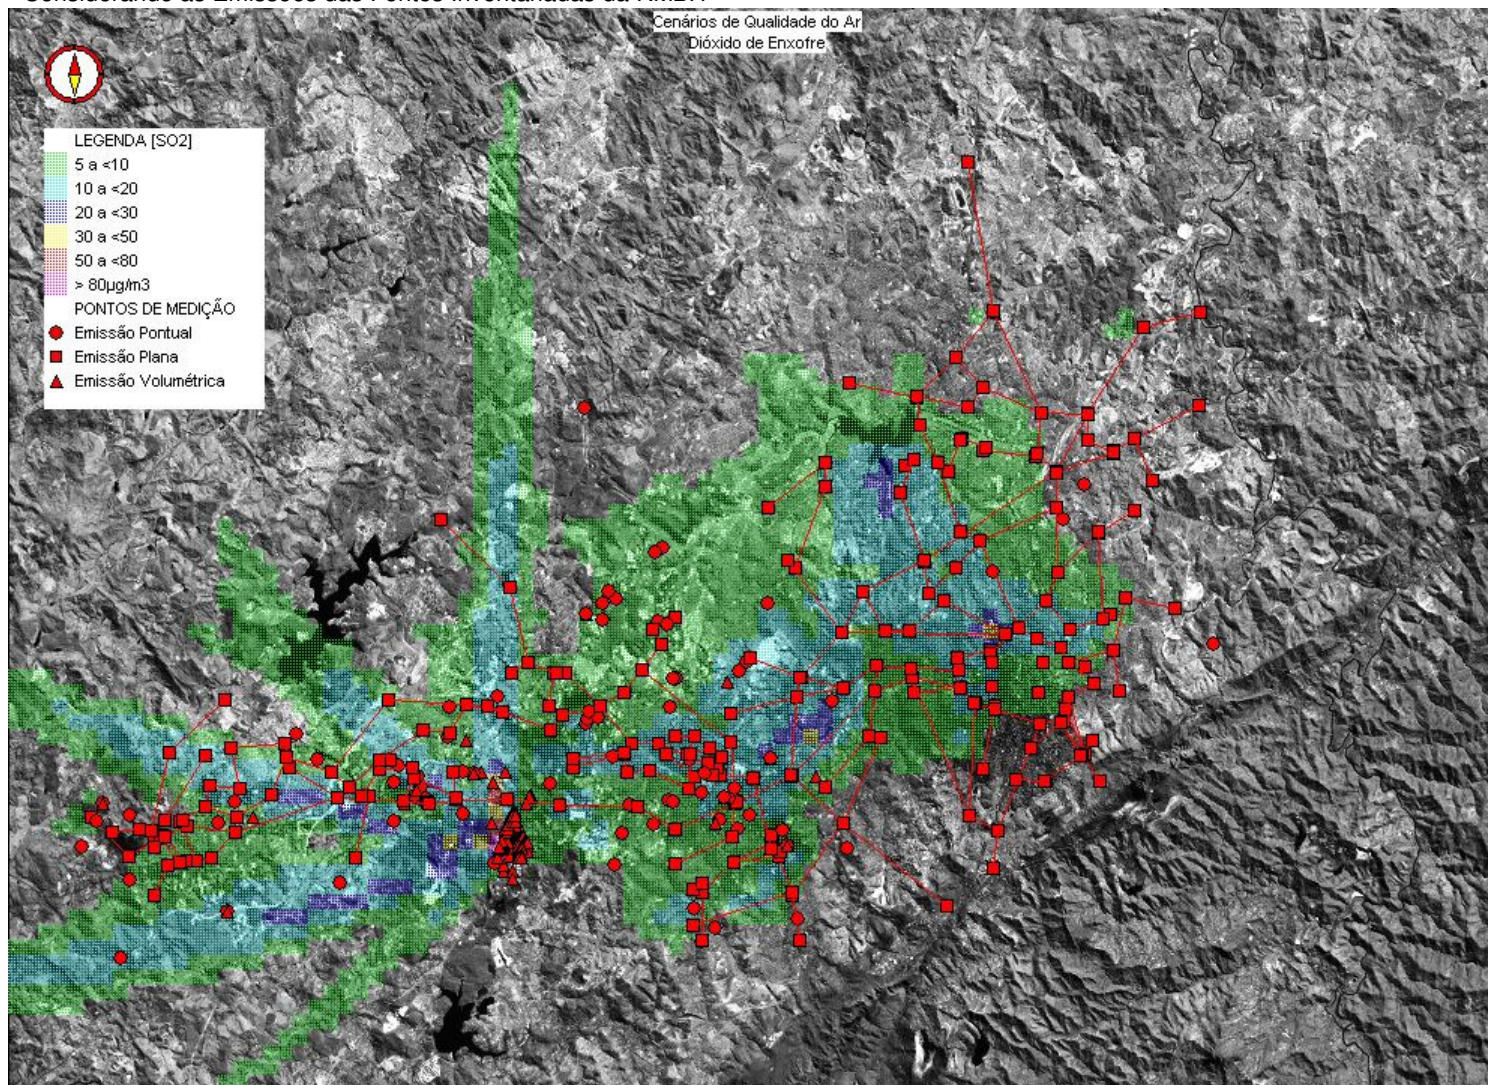 Cenários de Qualidade do Ar
Dióxido de Enxofre
LEGENDA [SO2]
5 a <10
10 a <20
20 a <30
30 a <50
50 a <80
> 80µg/m3
PONTOS DE MEDIÇÃO
Emissão Pontual
Emissão Plana
Emissão Volumétrica